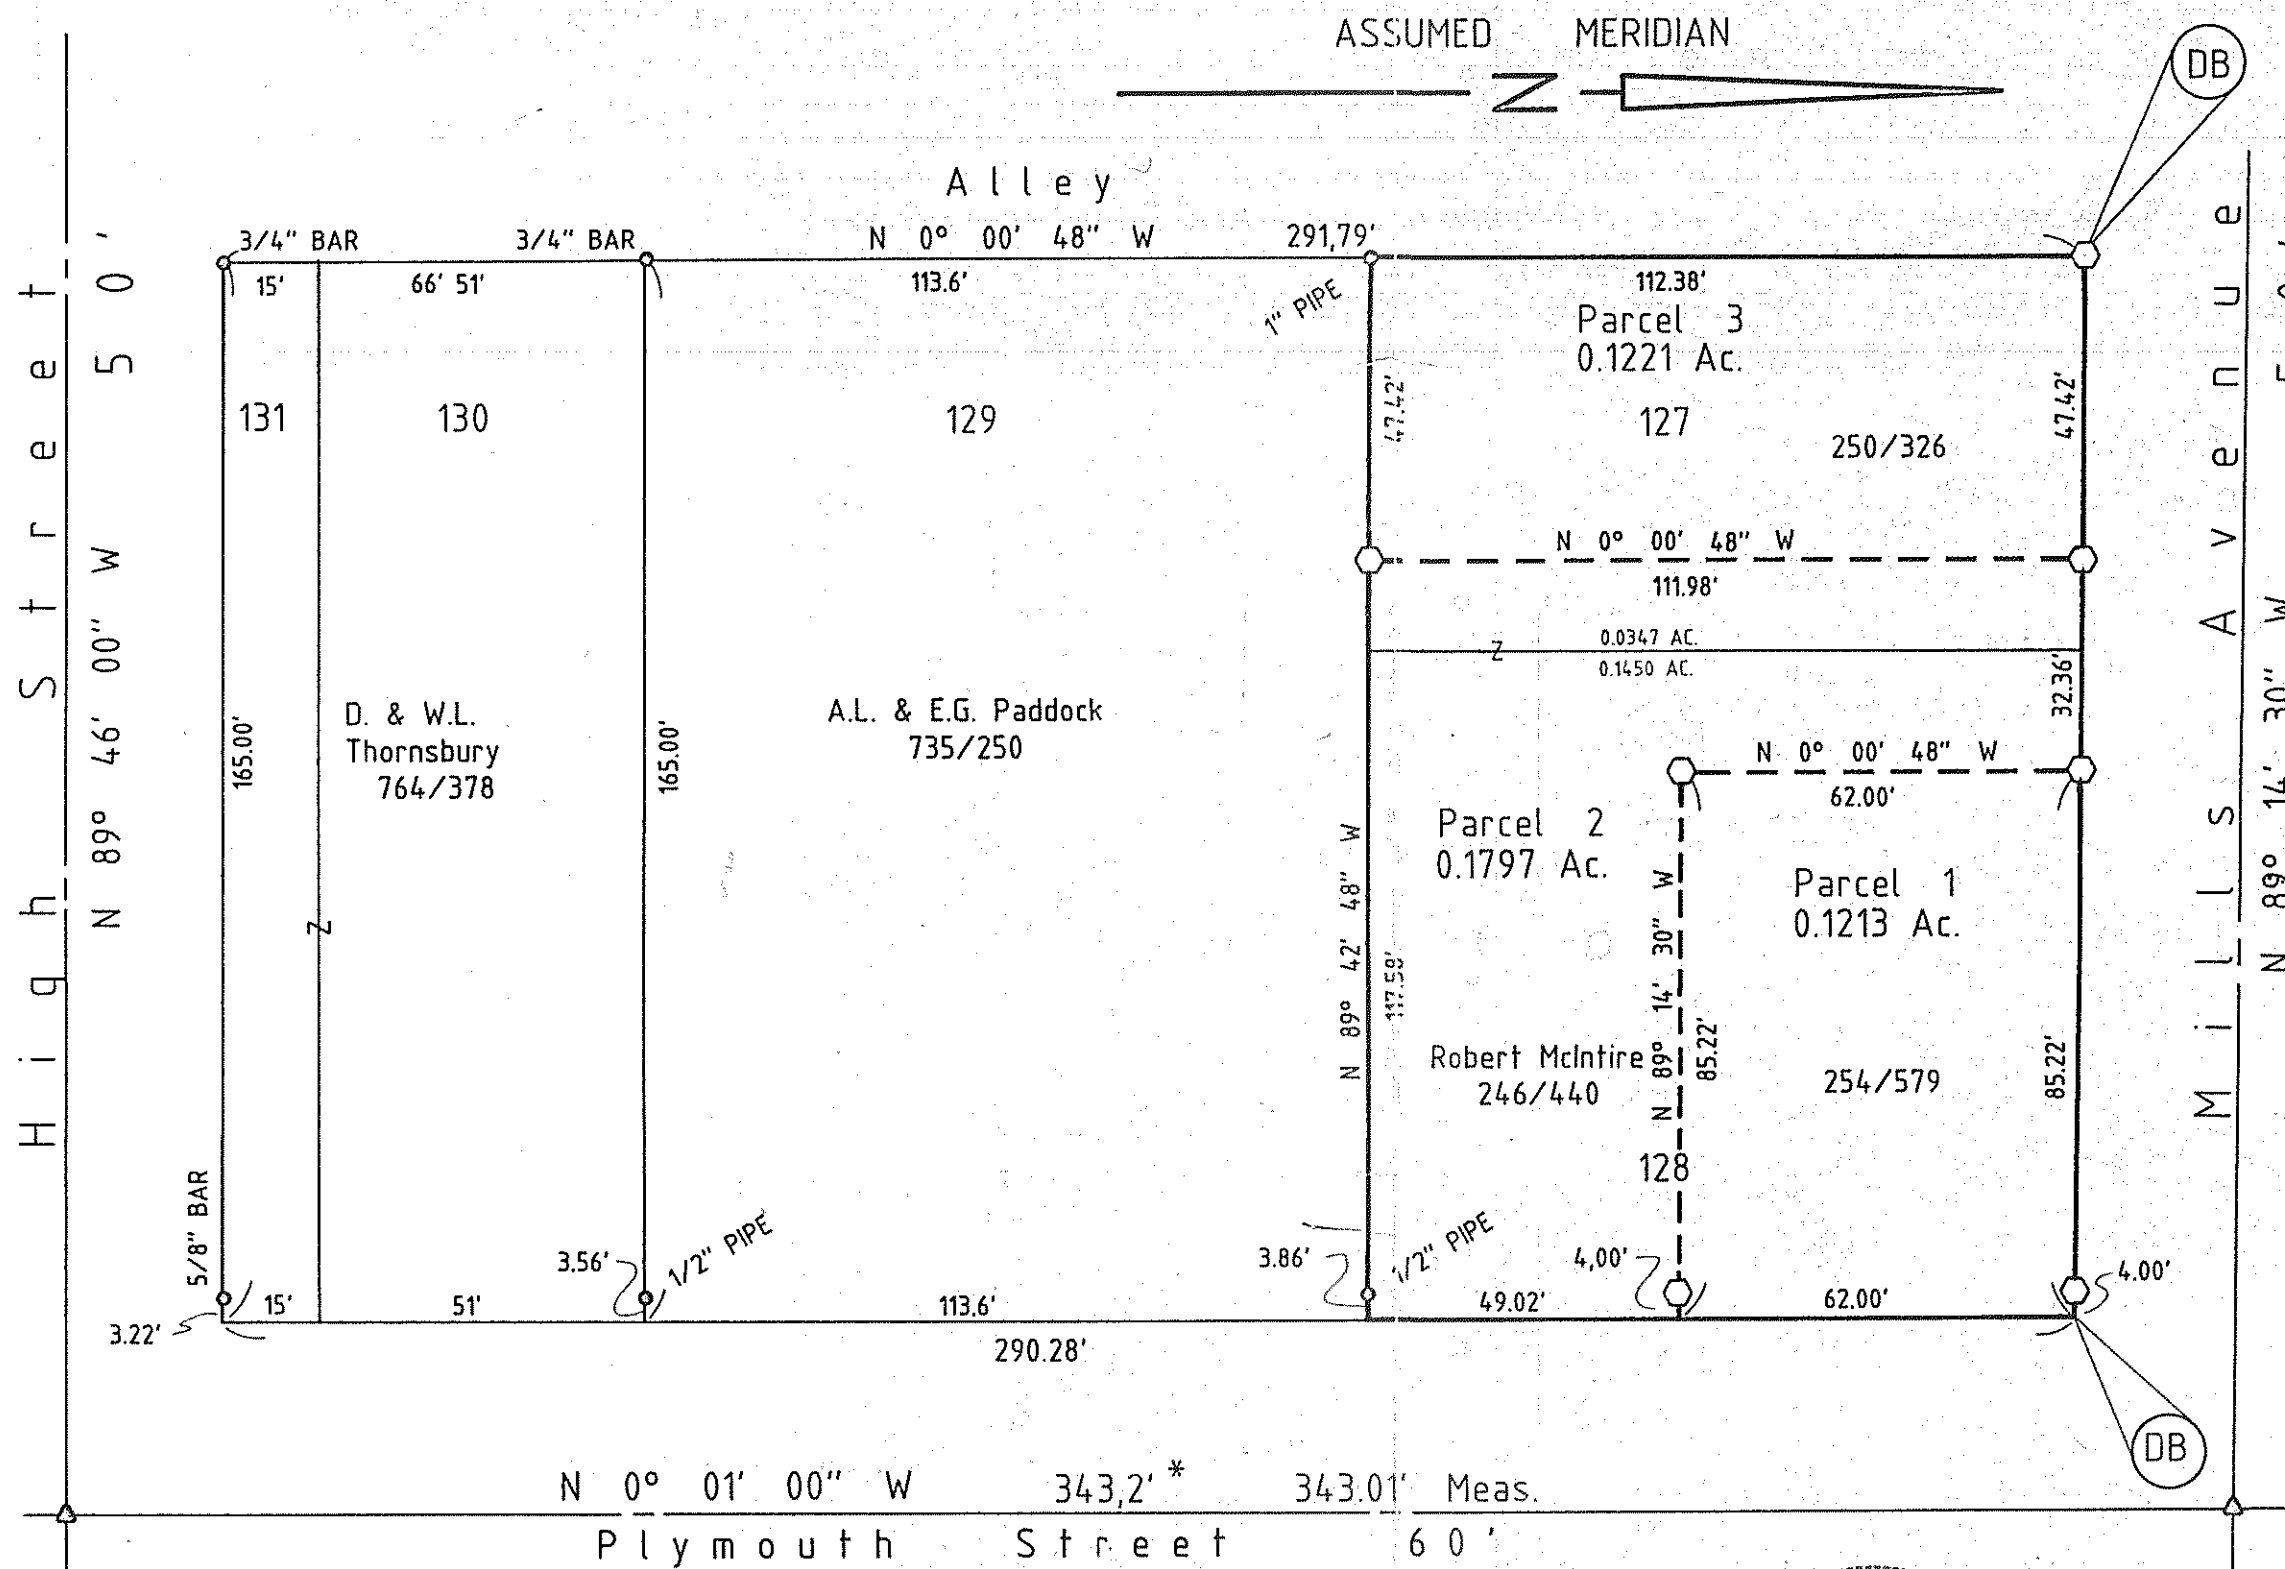 ASSUMED MERIDIAN
N
DB
Alley
3/4" BAR
3/4" BAR
N 0° 00' 48" W
291,79'
15'
66' 51'
113.6'
112.38'
1" PIPE
Parcel 3
0.1221 Ac.
47.42'
47.42'
131
130
129
127
250/326
N 0° 00' 48" W
111.98'
Z
0.0347 AC.
0.1450 AC.
32.36'
D. & W.L.
Thornsbury
764/378
165.00'
165.00'
A.L. & E.G. Paddock
735/250
N 0° 00' 48" W
62.00'
Parcel 2
0.1797 Ac.
Parcel 1
0.1213 Ac.
Z
N 89° 42' 48" W
N 89° 14' 30" W
85.22'
85.22'
Robert McIntire
246/440
254/579
128
5/8" BAR
3.22'
3.56'
1/2" PIPE
3.86'
1/2" PIPE
4,00'
4.00'
15'
51'
113.6'
49.02'
62.00'
290.28'
DB
High Street
N 89° 46' 00" W 50'
Mills Avenue
N 89° 14' 30" W
N 0° 01' 00" W 343,2'* 343.01' Meas.
Plymouth Street 60'